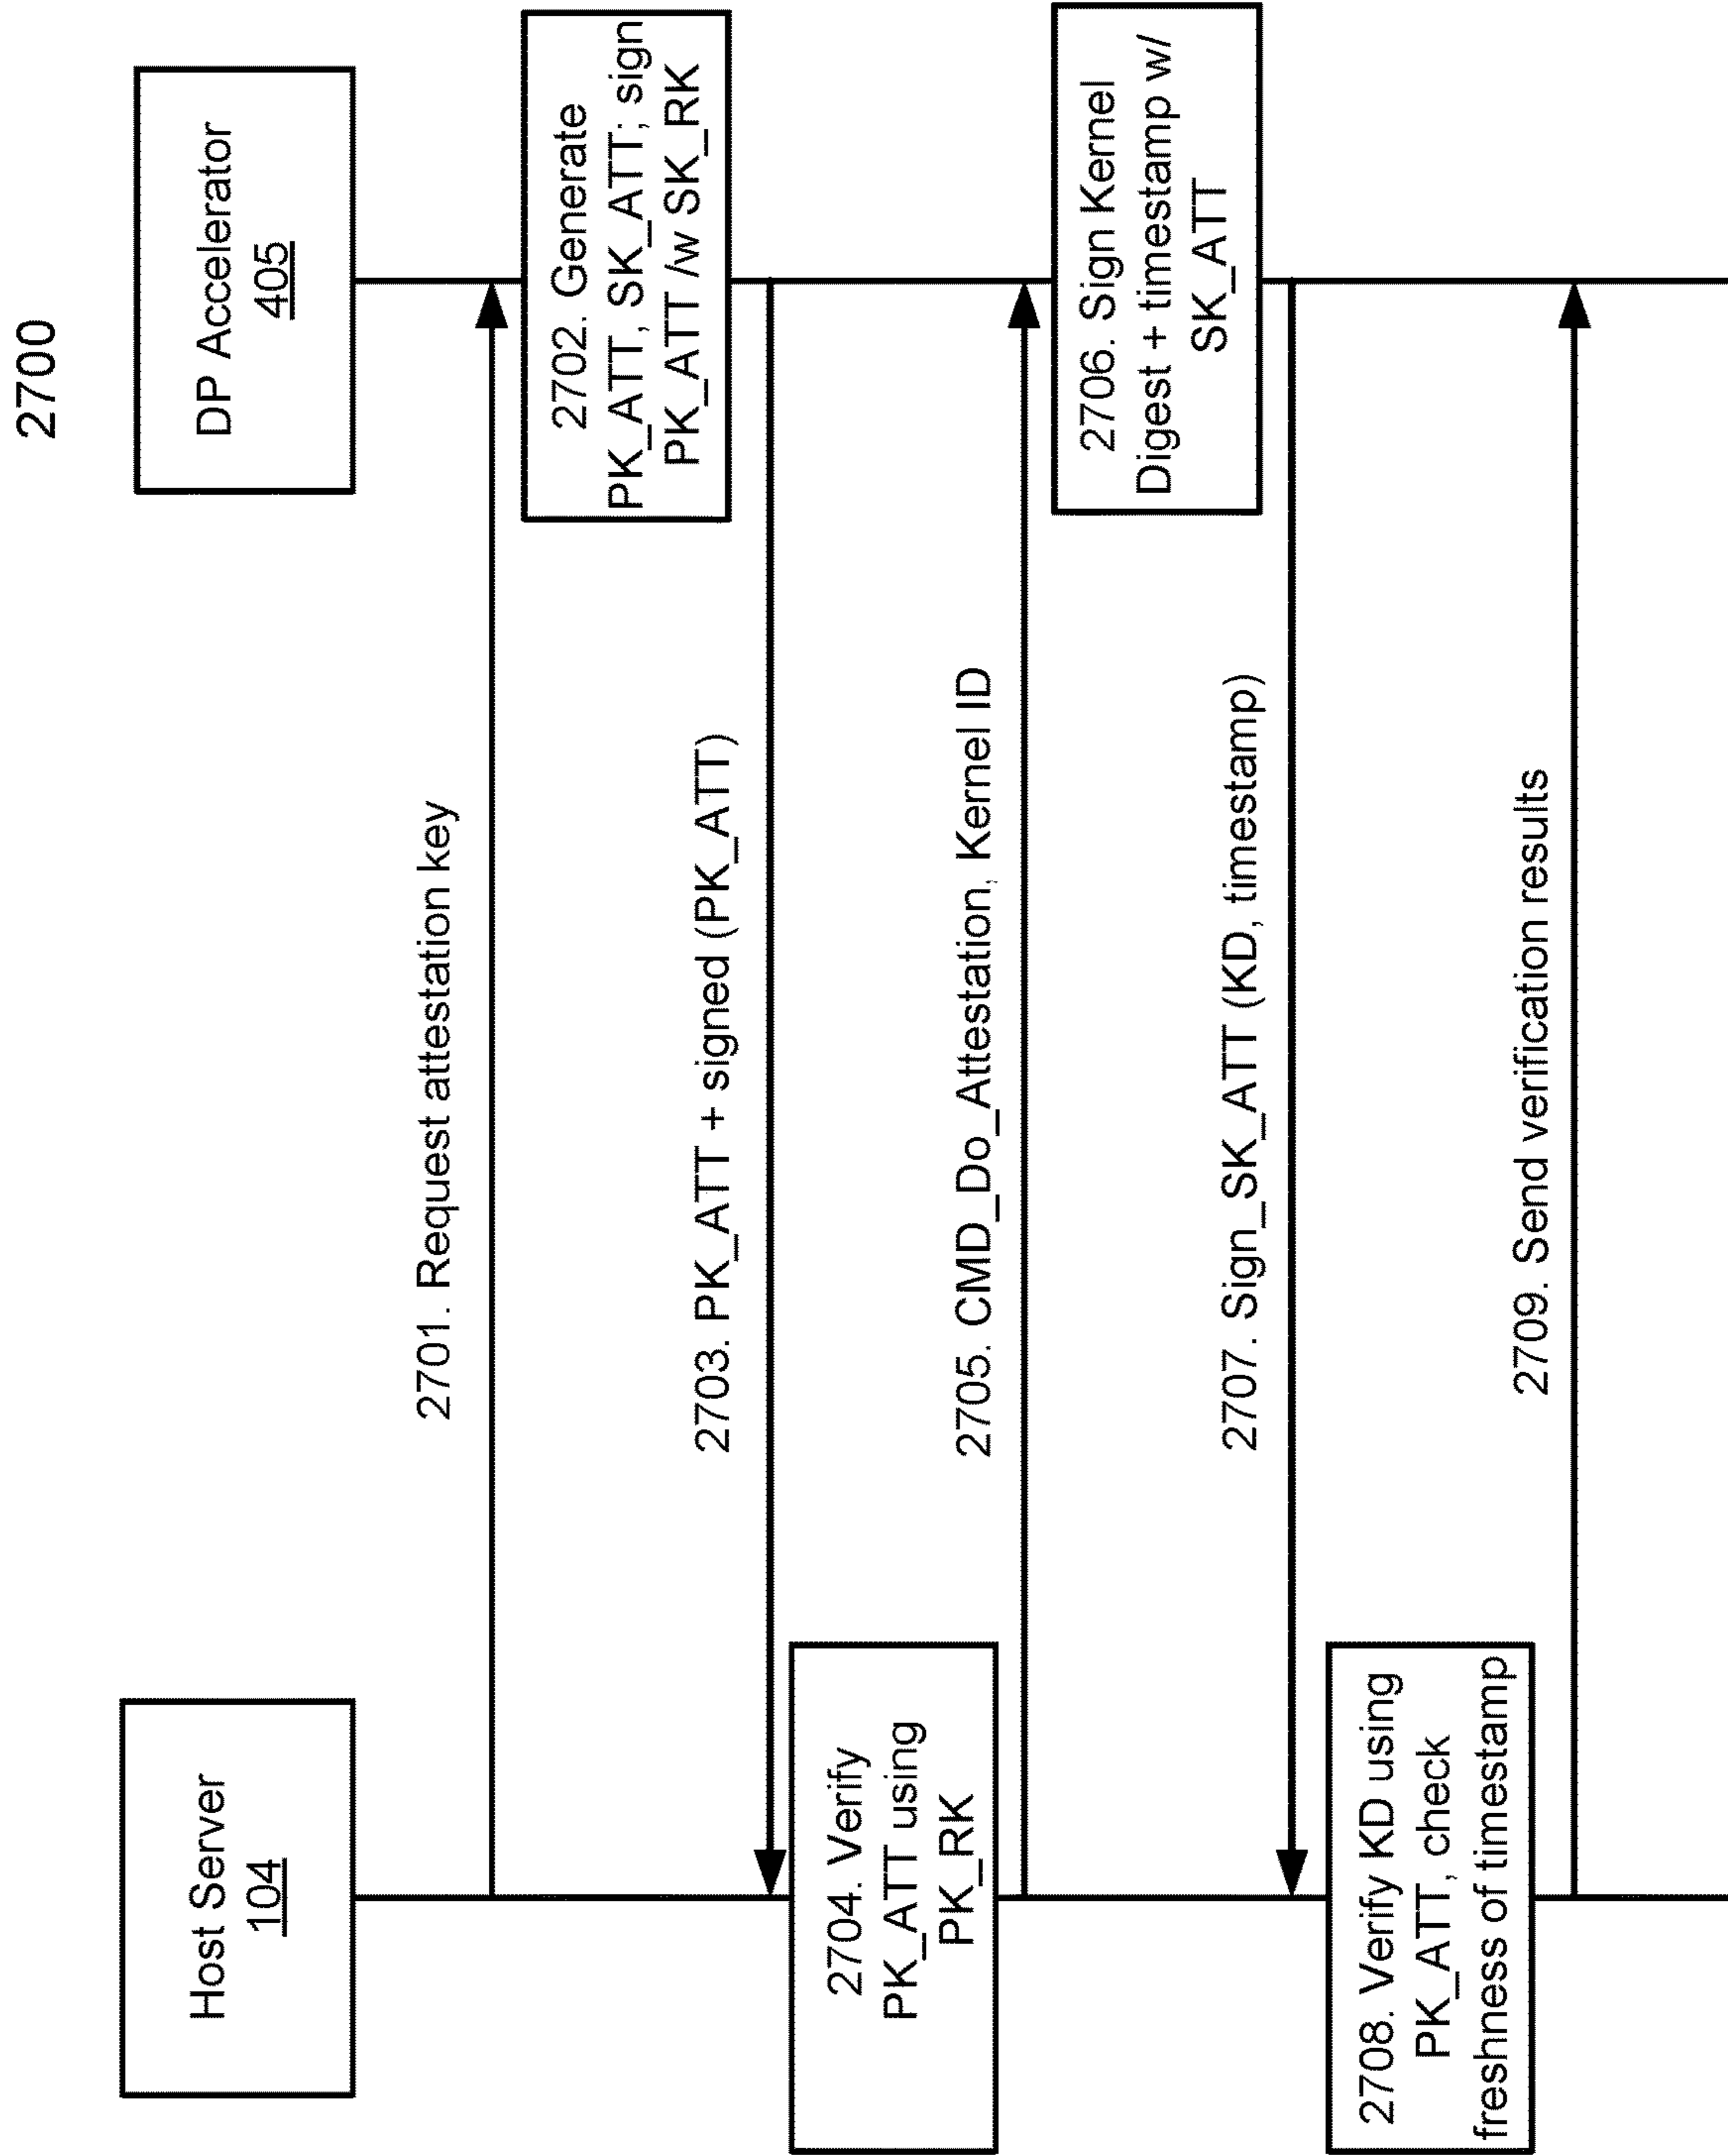 2700
Host Server
104
DP Accelerator
405
2701. Request attestation key
2702. Generate
PK_ATT, SK_ATT; sign
PK_ATT /w SK_RK
2703. PK_ATT + signed (PK_ATT)
2704. Verify
PK_ATT using
PK_RK
2705. CMD_Do_Attestation, Kernel ID
2706. Sign Kernel
Digest + timestamp w/
SK_ATT
2707. Sign_SK_ATT (KD, timestamp)
2708. Verify KD using
PK_ATT, check
freshness of timestamp
2709. Send verification results